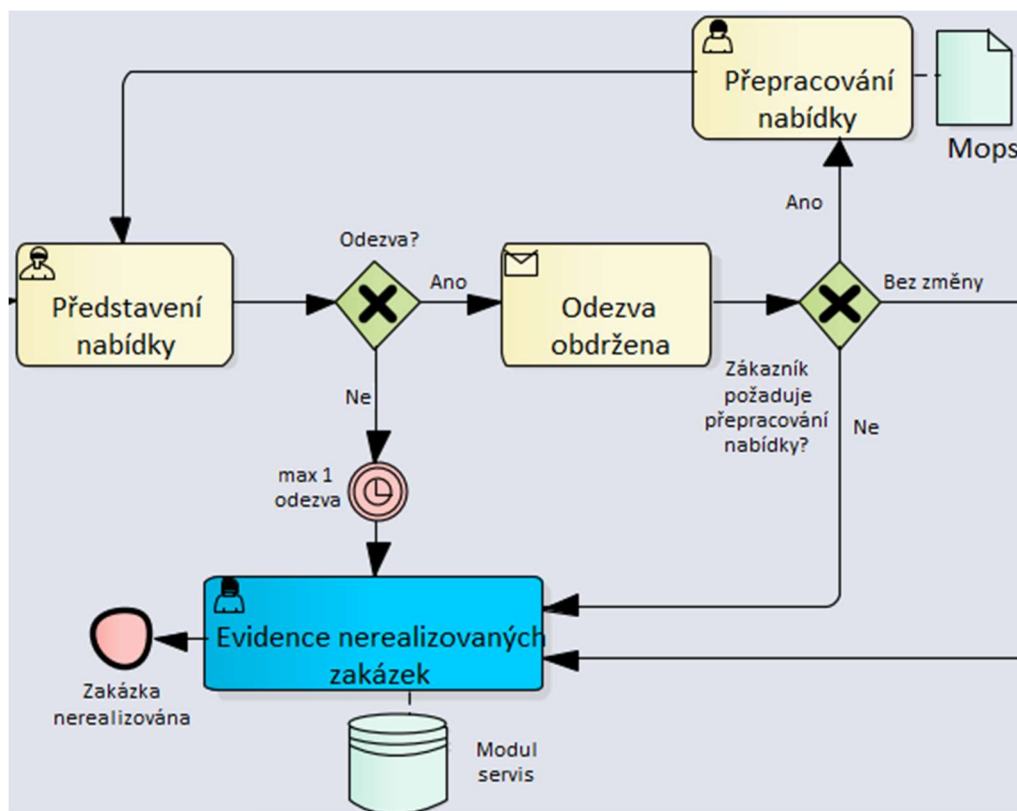 Přepracování
nabídky
Mops
Ano
Odezva?
Představení
nabídky
Ano
Odezva
obdržena
Bez změny
Zákazník
požaduje
přepracování
nabídky?
Ne
Ne
max 1
odezva
Evidence nerealizovaných
zakázek
Zakázka
nerealizována
Modul
servis